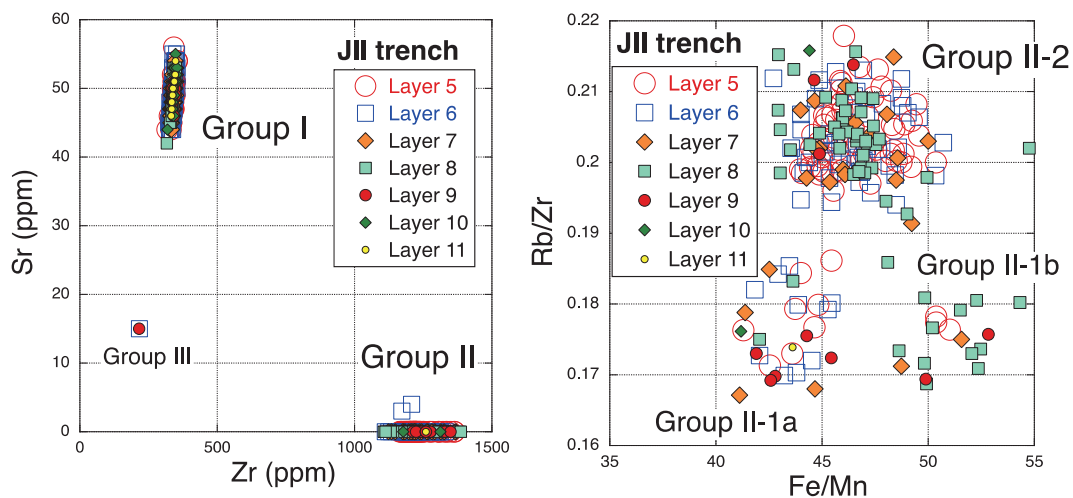 60
50
40
30
20
10
0
Sr (ppm)
0
500
1000
1500
Zr (ppm)
JII trench
Layer 5
Layer 6
Layer 7
Layer 8
Layer 9
Layer 10
Layer 11
Group I
Group III
Group II
0.22
0.21
0.20
0.19
0.18
0.17
0.16
Rb/Zr
35
40
45
50
55
Fe/Mn
JII trench
Layer 5
Layer 6
Layer 7
Layer 8
Layer 9
Layer 10
Layer 11
Group II-2
Group II-1b
Group II-1a